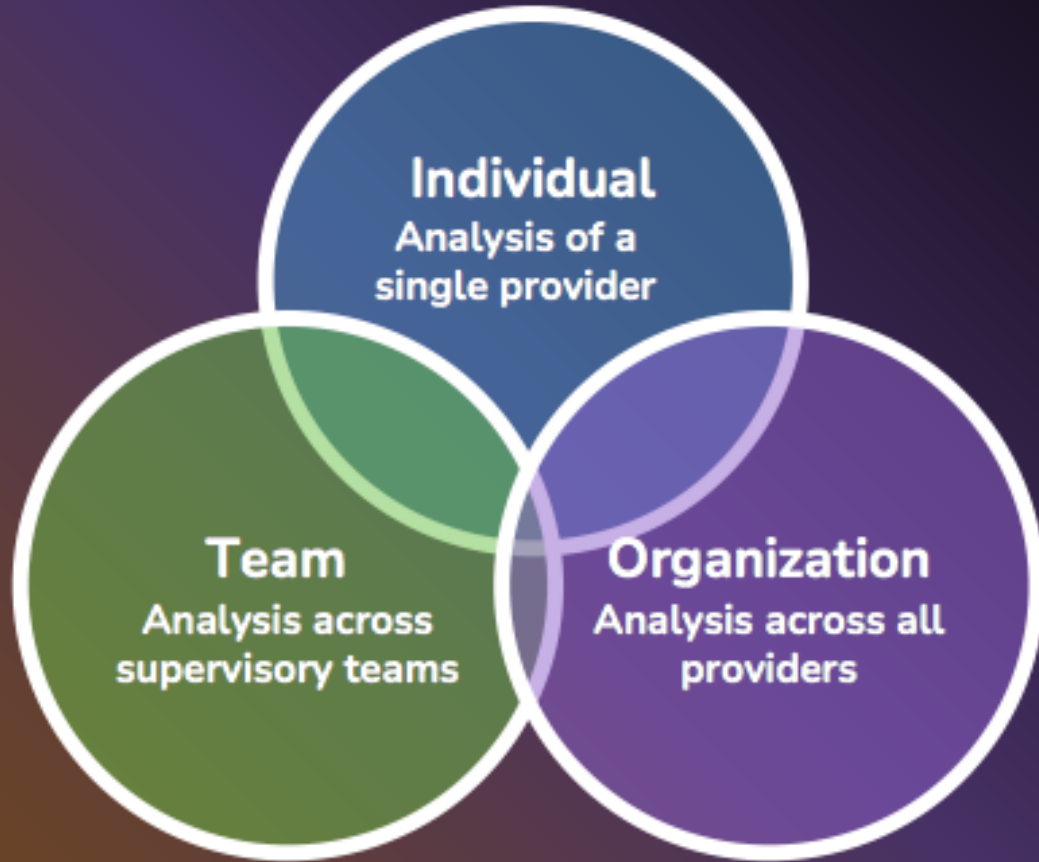 Individual
Analysis of a
single provider
Team
Analysis across
supervisory teams
Organization
Analysis across all
providers